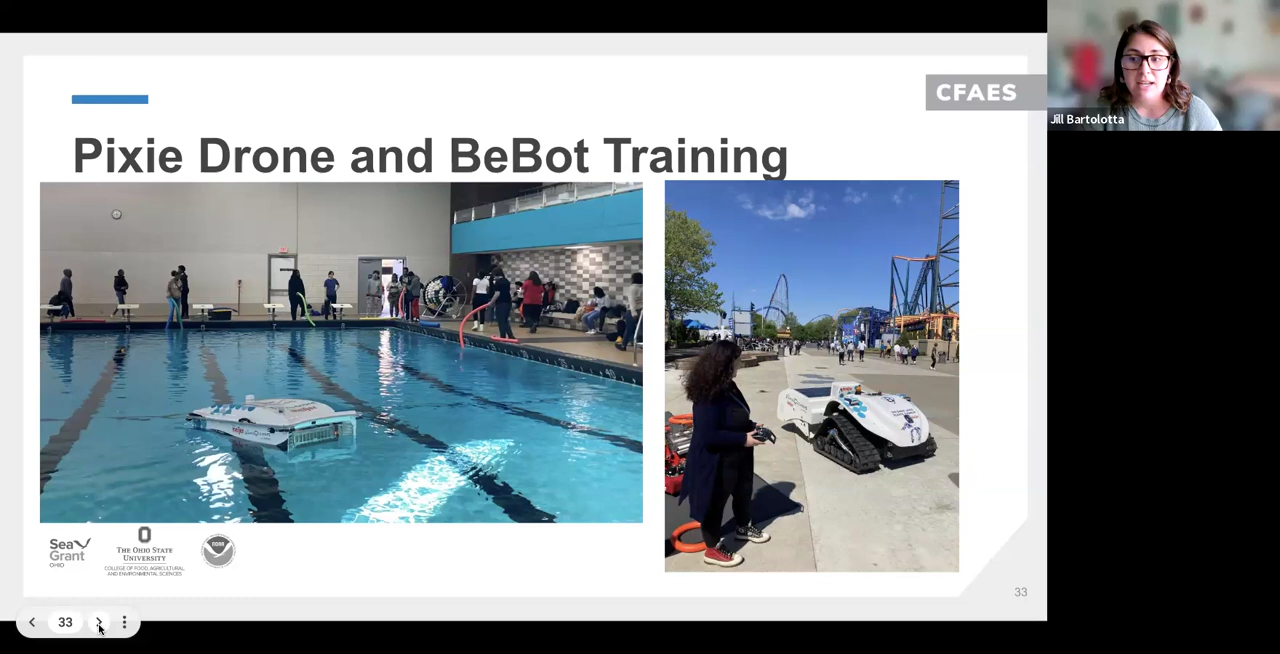 CFAES
Jill Bartolotta
Pixie Drone and BeBot Training
Sea
Grant
OHIO
THE OHIO STATE
UNIVERSITY
COLLEGE OF FOOD, AGRICULTURAL,
AND ENVIRONMENTAL SCIENCES
NOAA
33
33